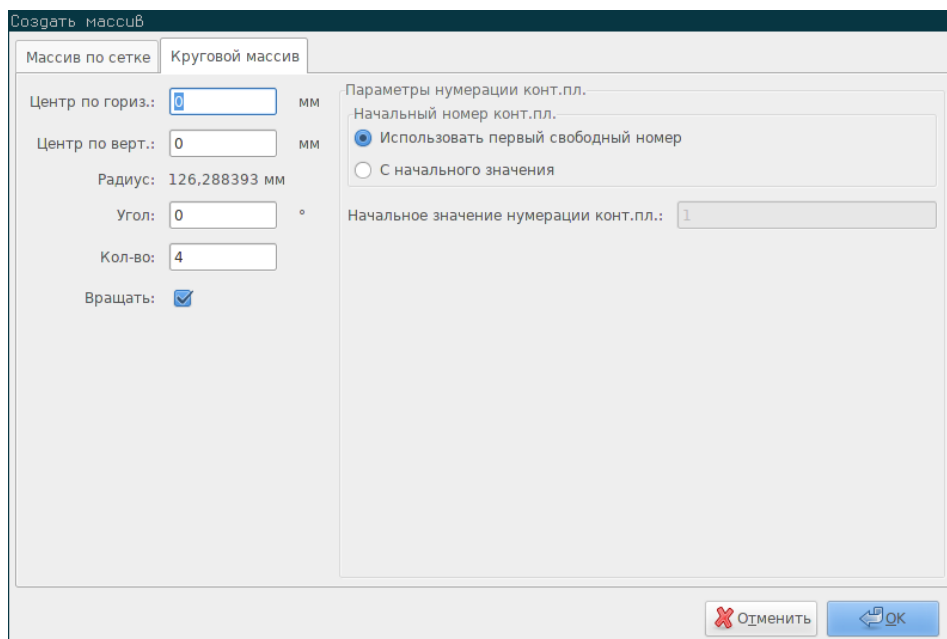 Создать массив
Массив по сетке
Круговой массив
Центр по гориз.: 0 мм
Центр по верт.: 0 мм
Радиус: 126,288393 мм
Угол: 0 °
Кол-во: 4
Вращать:
Параметры нумерации конт.пл.
Начальный номер конт.пл.
Использовать первый свободный номер
С начального значения
Начальное значение нумерации конт.пл.: 1
Отменить
OK